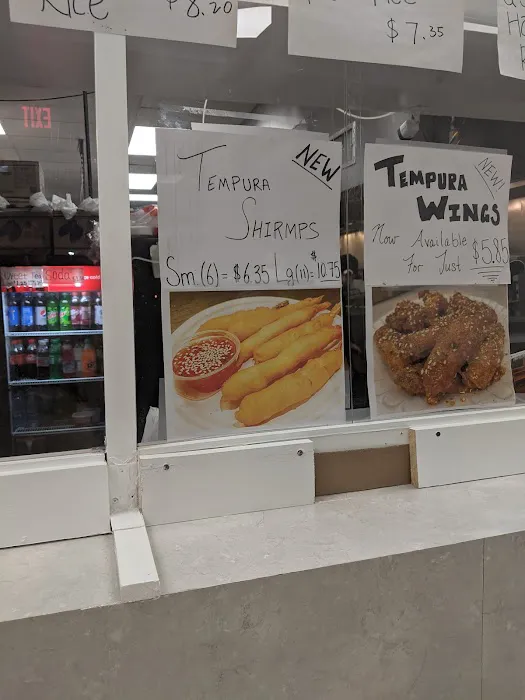 Rice $8.20
$7.35
EXIT
TEMPURA
NEW
SHIRMPS
Sm.(6)=$6.35 Lg(11)=$10.75
TEMPURA
NEW!
WINGS
Now Available
For Just $5.85